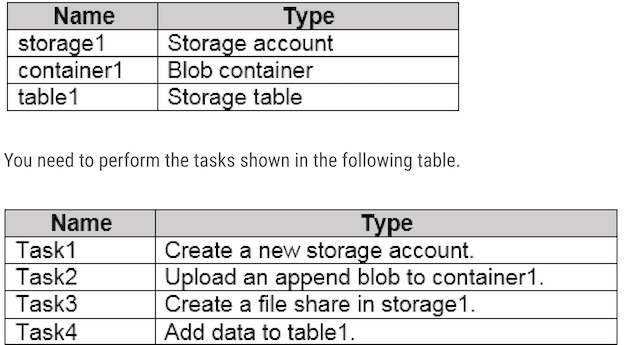 Name Type
storage1 Storage account
container1 Blob container
table1 Storage table
You need to perform the tasks shown in the following table.
Name Type
Task1 Create a new storage account.
Task2 Upload an append blob to container1.
Task3 Create a file share in storage1.
Task4 Add data to table1.